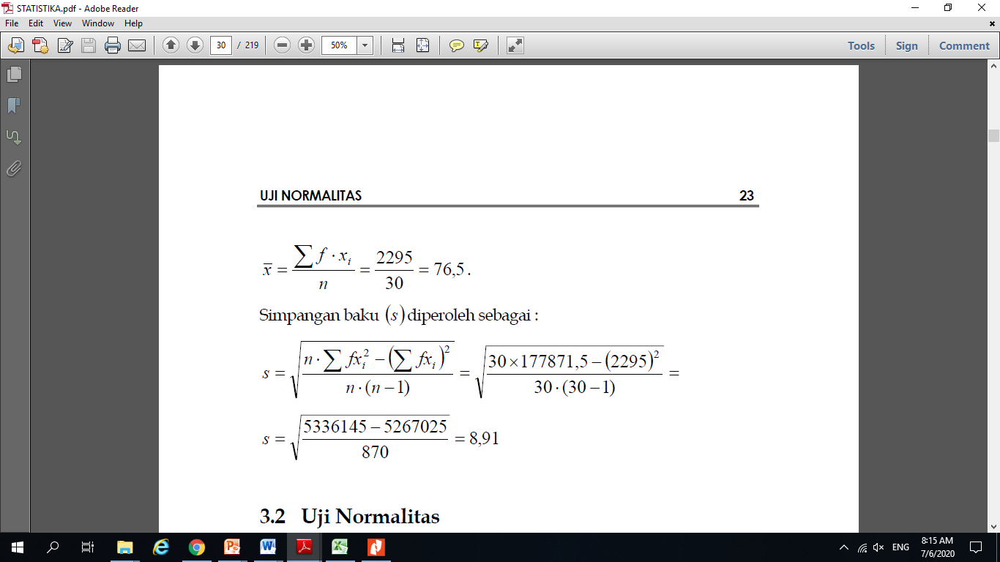 STATISTIKA.pdf - Adobe Reader
File Edit View Window Help
30 / 219 50% Tools Sign Comment
UJI NORMALITAS 23
x̄ = ∑ f · xᵢ / n = 2295 / 30 = 76,5 .
Simpangan baku (s) diperoleh sebagai :
s = √( (n · ∑ fxᵢ² − (∑ fxᵢ)²) / (n · (n − 1)) ) = √( (30 × 177871,5 − (2295)²) / (30 · (30 − 1)) ) =
s = √( (5336145 − 5267025) / 870 ) = 8,91
3.2 Uji Normalitas
ENG
8:15 AM
7/6/2020